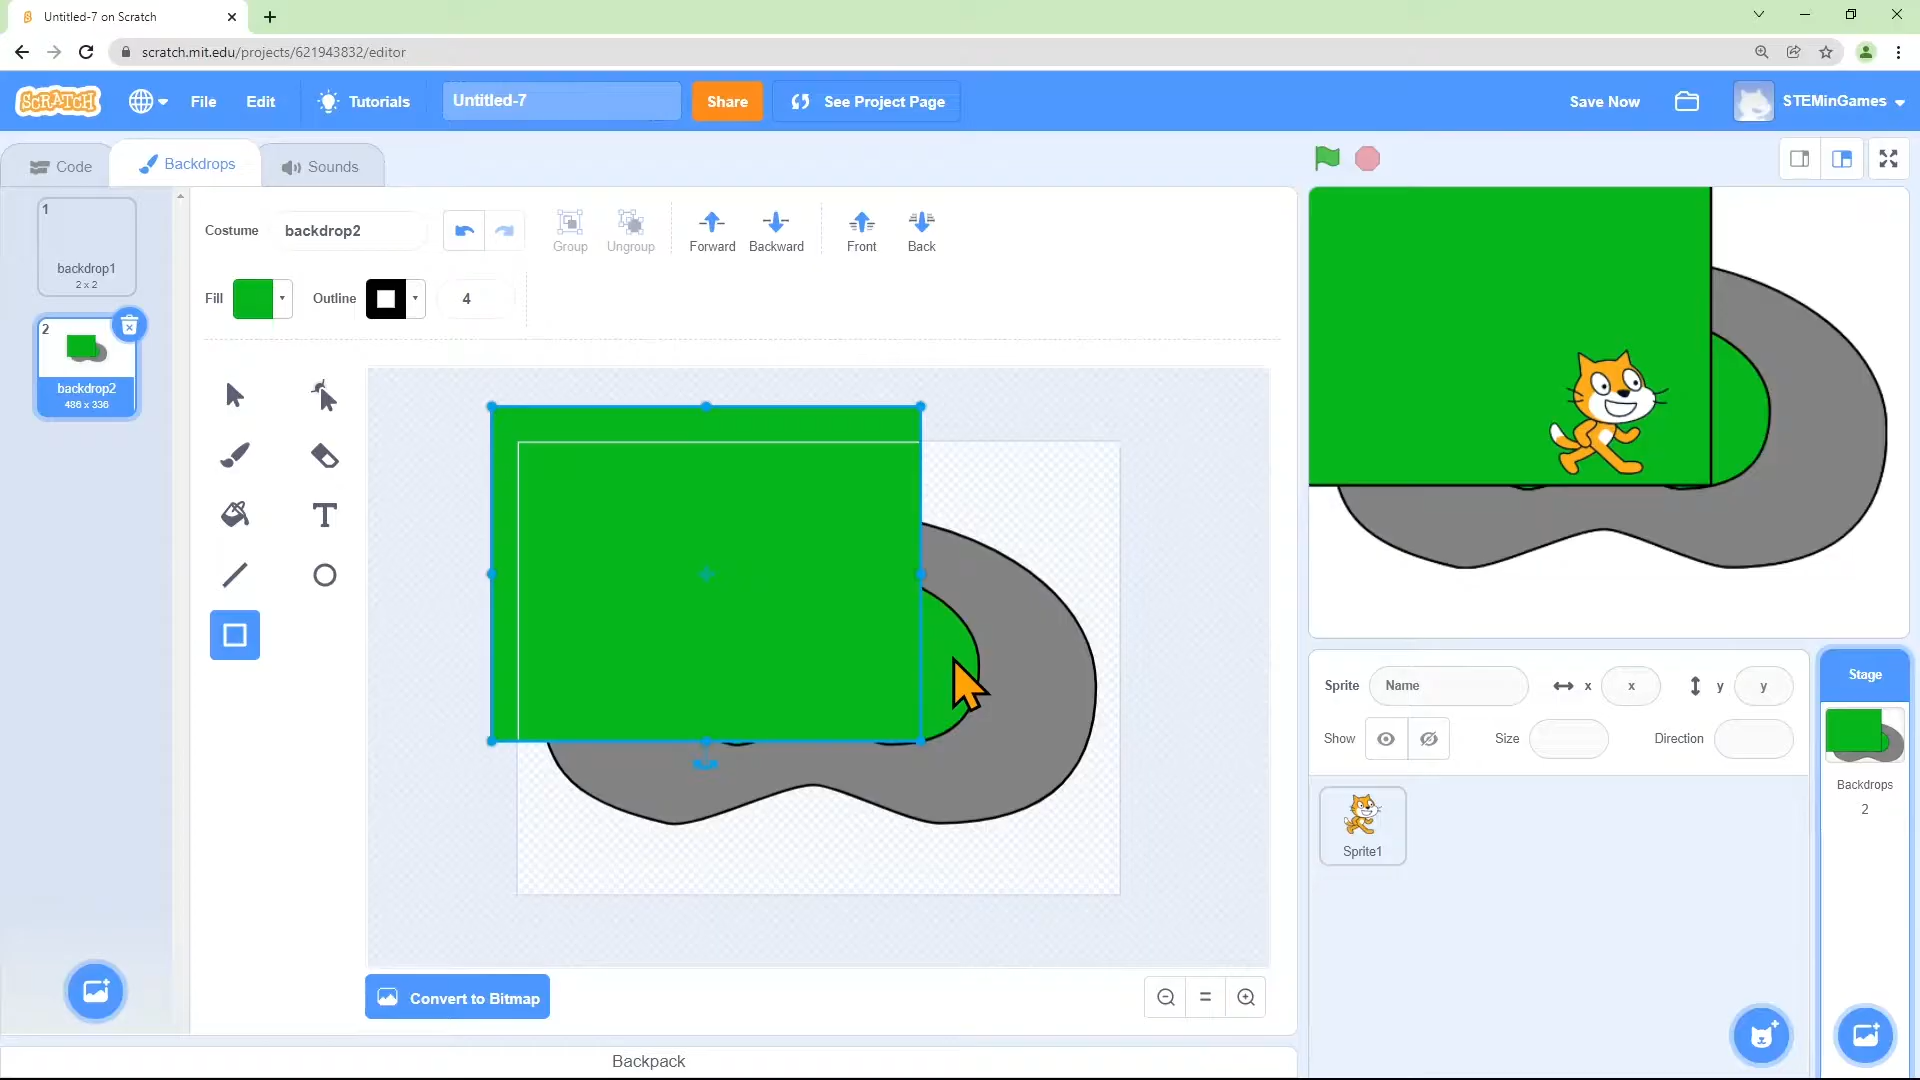 Untitled-7 on Scratch
scratch.mit.edu/projects/621943832/editor
SCRATCH
File
Edit
Tutorials
Untitled-7
Share
See Project Page
Save Now
STEMinGames
Code
Backdrops
Sounds
1
backdrop1
2 x 2
2
backdrop2
486 x 336
Costume
backdrop2
Group
Ungroup
Forward
Backward
Front
Back
Fill
Outline
4
T
Convert to Bitmap
Backpack
Sprite
Name
x
x
y
y
Show
Size
Direction
Sprite1
Stage
Backdrops
2